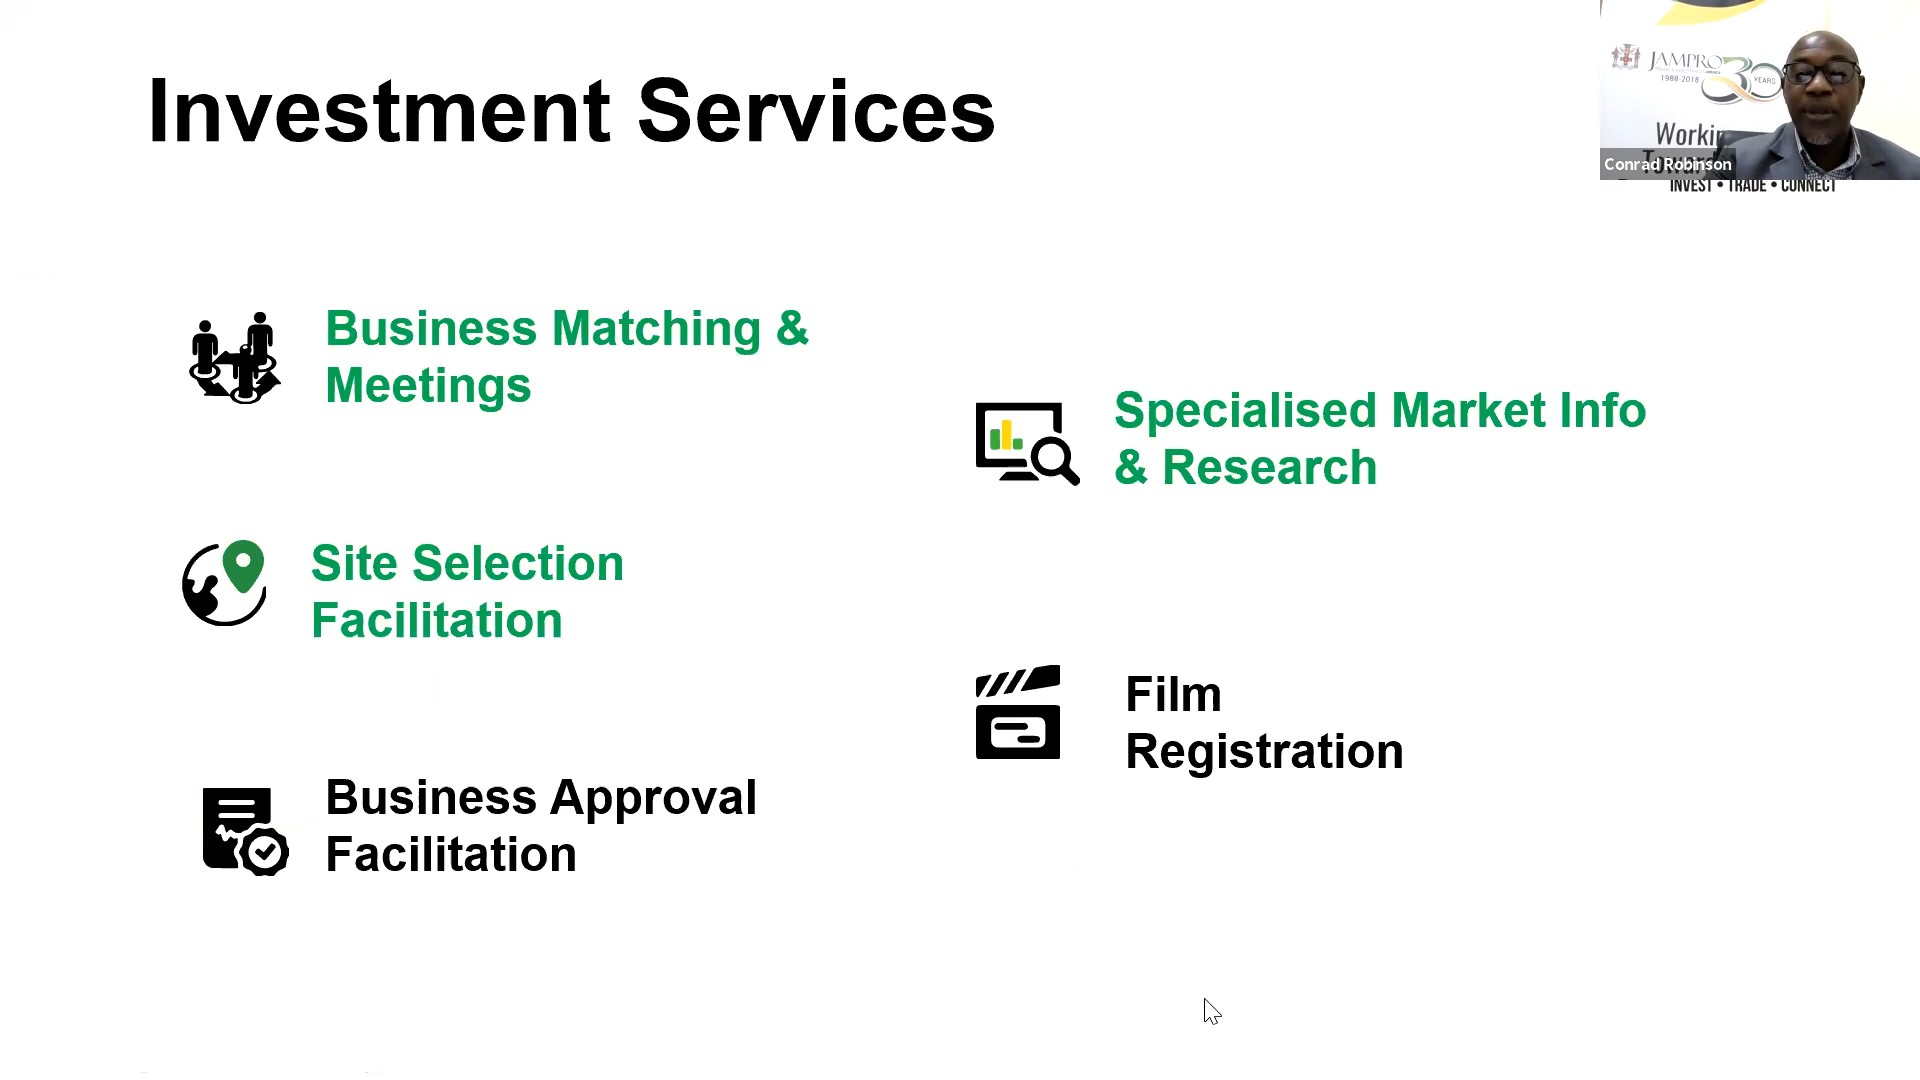 Investment Services
JAMPRO
30
YEARS
1988-2018
Workin
Toward
Conrad Robinson
INVEST • TRADE • CONNECT
Business Matching &
Meetings
Specialised Market Info
& Research
Site Selection
Facilitation
Film
Registration
Business Approval
Facilitation